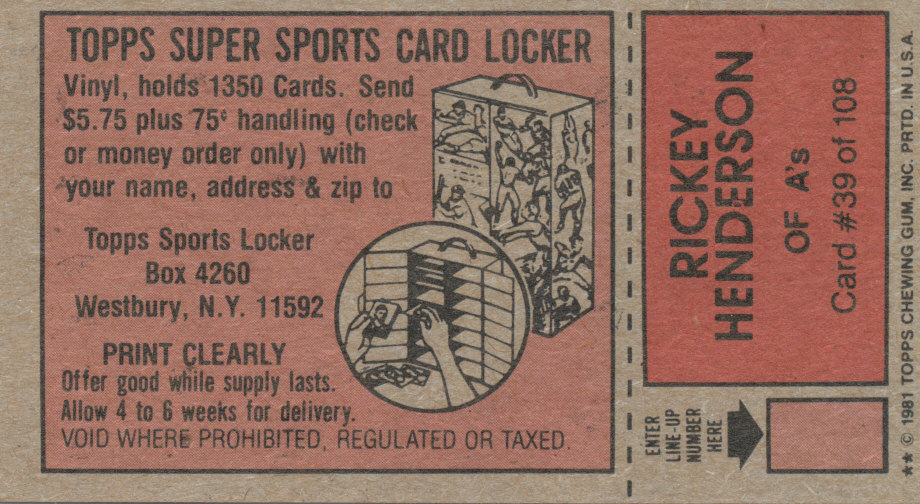 TOPPS SUPER SPORTS CARD LOCKER
Vinyl, holds 1350 Cards. Send
$5.75 plus 75¢ handling (check
or money order only) with
your name, address & zip to
Topps Sports Locker
Box 4260
Westbury, N.Y. 11592
PRINT CLEARLY
Offer good while supply lasts.
Allow 4 to 6 weeks for delivery.
VOID WHERE PROHIBITED, REGULATED OR TAXED.
RICKEY
HENDERSON
OF A's
Card #39 of 108
ENTER
LINE-UP
NUMBER
HERE
★★ © 1981 TOPPS CHEWING GUM, INC. PRTD. IN U.S.A.